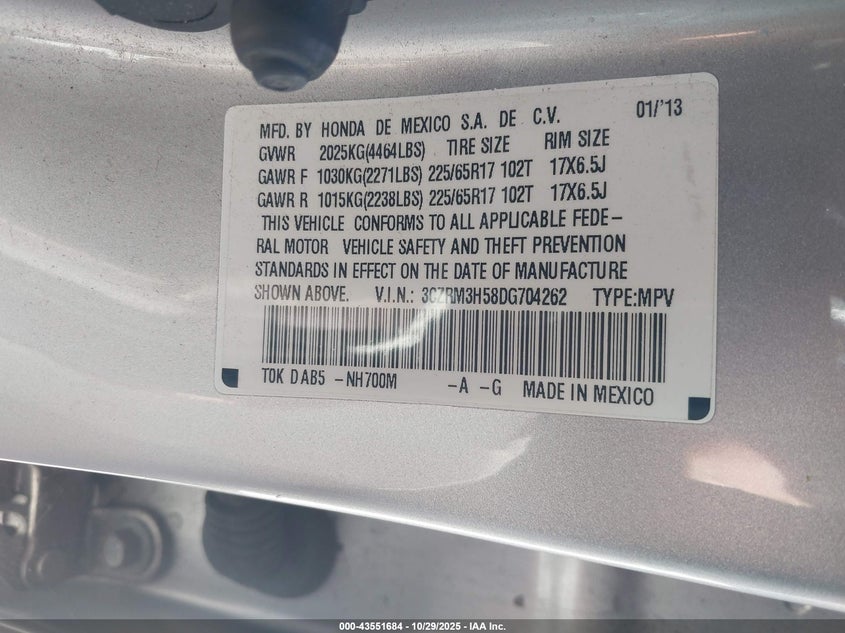 01/'13
MFD. BY HONDA DE MEXICO S.A. DE C.V.
GVWR 2025KG(4464LBS) TIRE SIZE RIM SIZE
GAWR F 1030KG(2271LBS) 225/65R17 102T 17X6.5J
GAWR R 1015KG(2238LBS) 225/65R17 102T 17X6.5J
THIS VEHICLE CONFORMS TO ALL APPLICABLE FEDE–
RAL MOTOR VEHICLE SAFETY AND THEFT PREVENTION
STANDARDS IN EFFECT ON THE DATE OF MANUFACTURE
SHOWN ABOVE. V.I.N.: 3CZRM3H58DG704262 TYPE:MPV
T0K D AB5 –NH700M –A –G MADE IN MEXICO
000-43551684 | 10/29/2025 - IAA Inc.